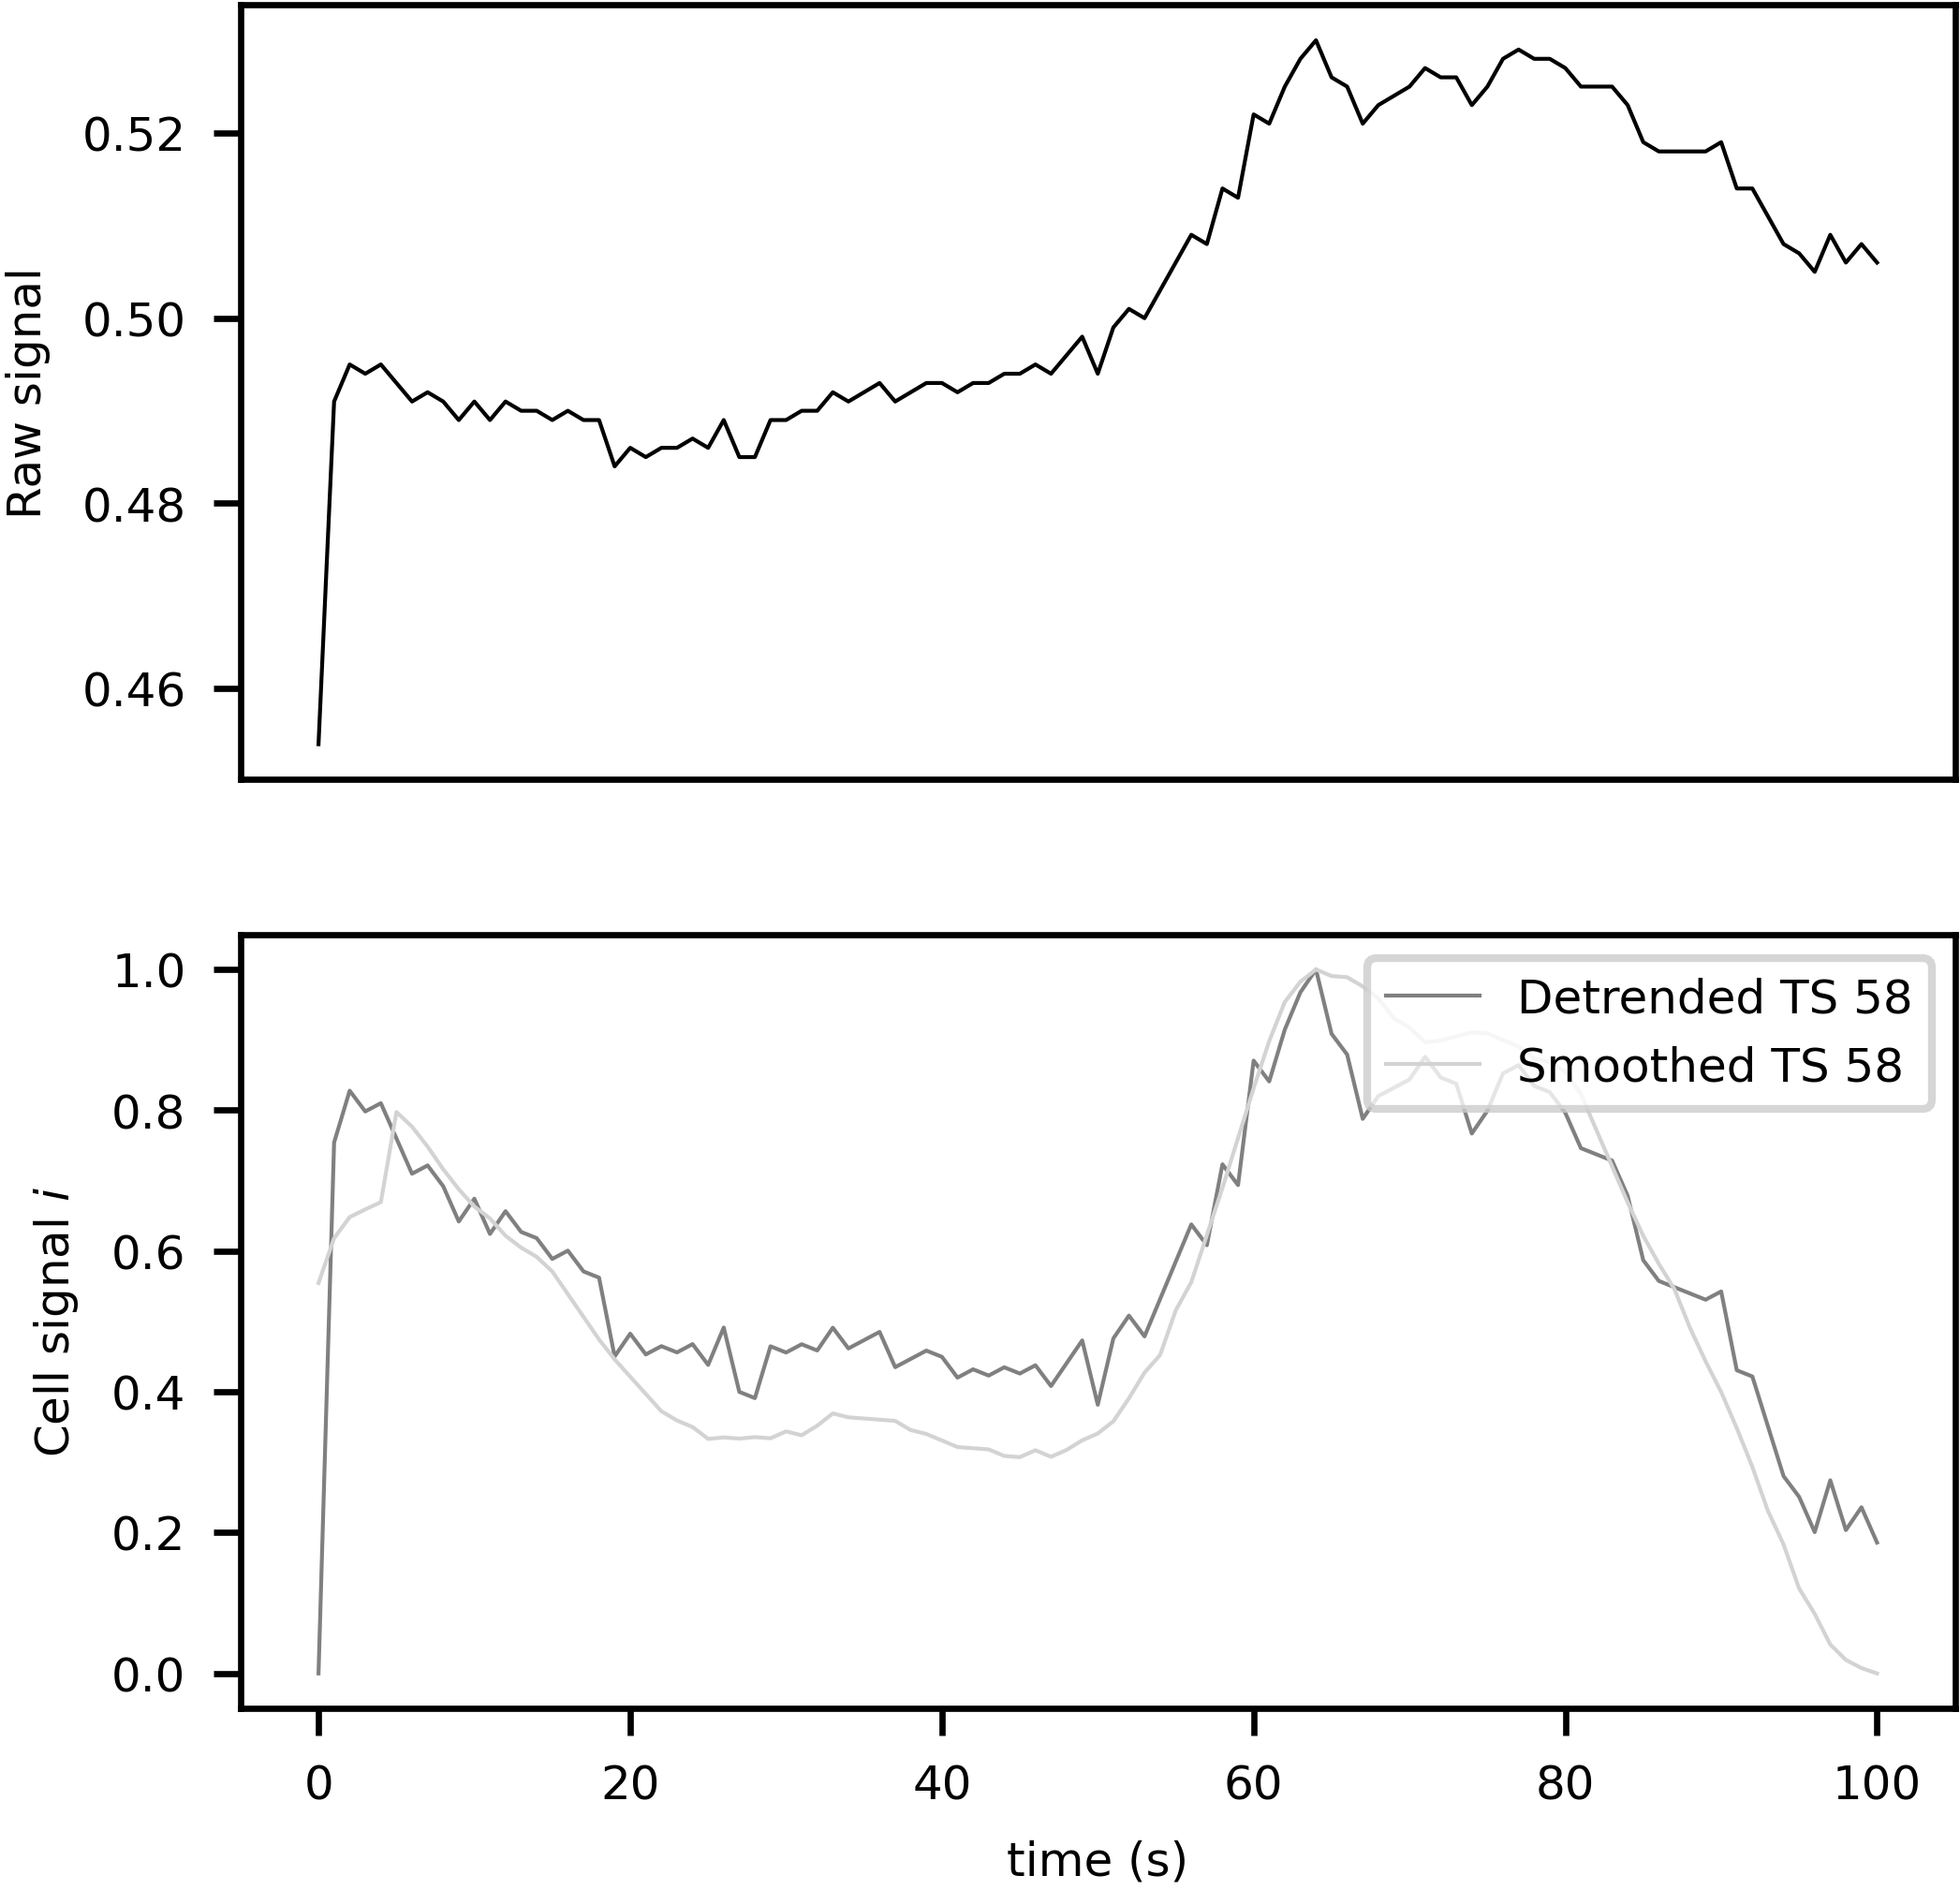 Raw signal
0.52
0.50
0.48
0.46
Cell signal i
1.0
0.8
0.6
0.4
0.2
0.0
Detrended TS 58
Smoothed TS 58
0 20 40 60 80 100
time (s)